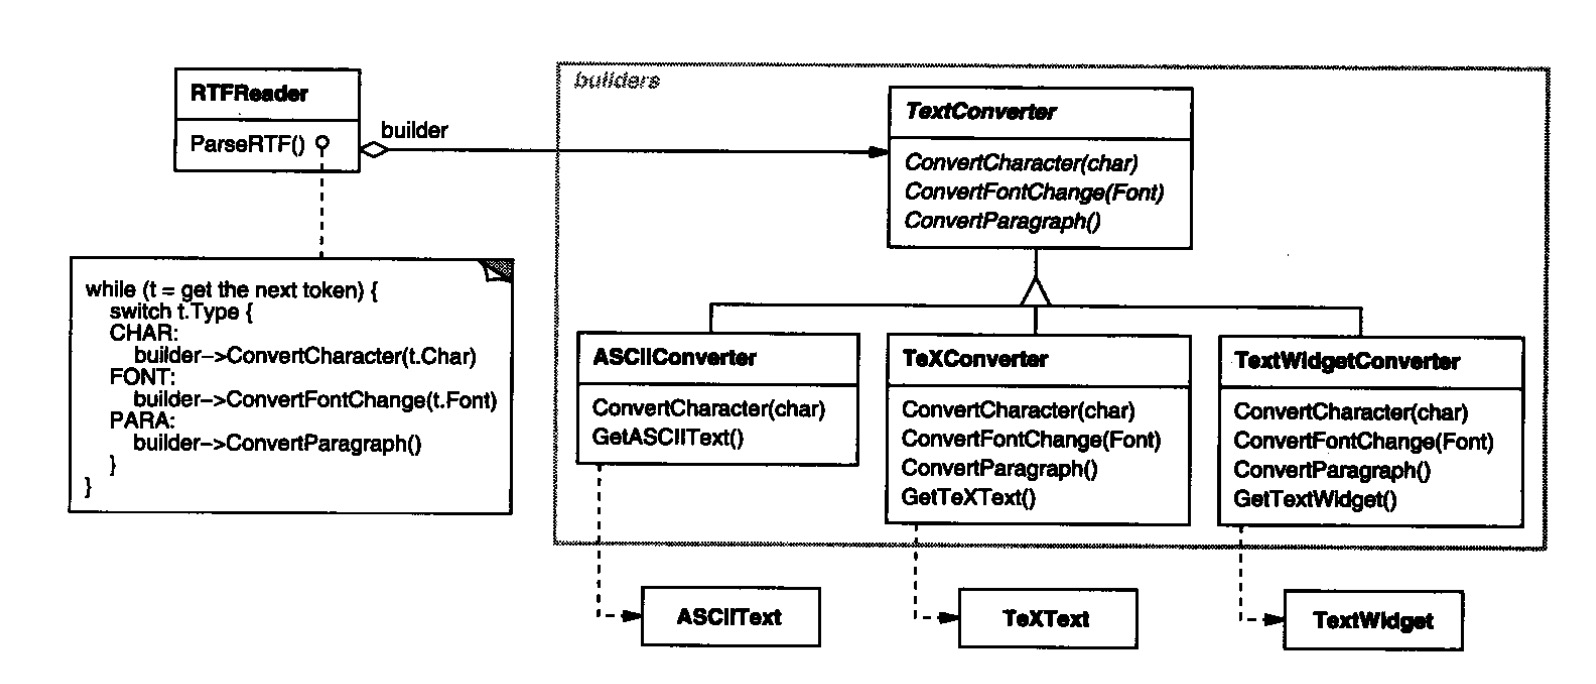 RTFReader
ParseRTF()
builder
while (t = get the next token) {
switch t.Type {
CHAR:
builder->ConvertCharacter(t.Char)
FONT:
builder->ConvertFontChange(t.Font)
PARA:
builder->ConvertParagraph()
}
}
builders
TextConverter
ConvertCharacter(char)
ConvertFontChange(Font)
ConvertParagraph()
ASCIIConverter
ConvertCharacter(char)
GetASCIIText()
TeXConverter
ConvertCharacter(char)
ConvertFontChange(Font)
ConvertParagraph()
GetTeXText()
TextWidgetConverter
ConvertCharacter(char)
ConvertFontChange(Font)
ConvertParagraph()
GetTextWidget()
ASCIIText
TeXText
TextWidget